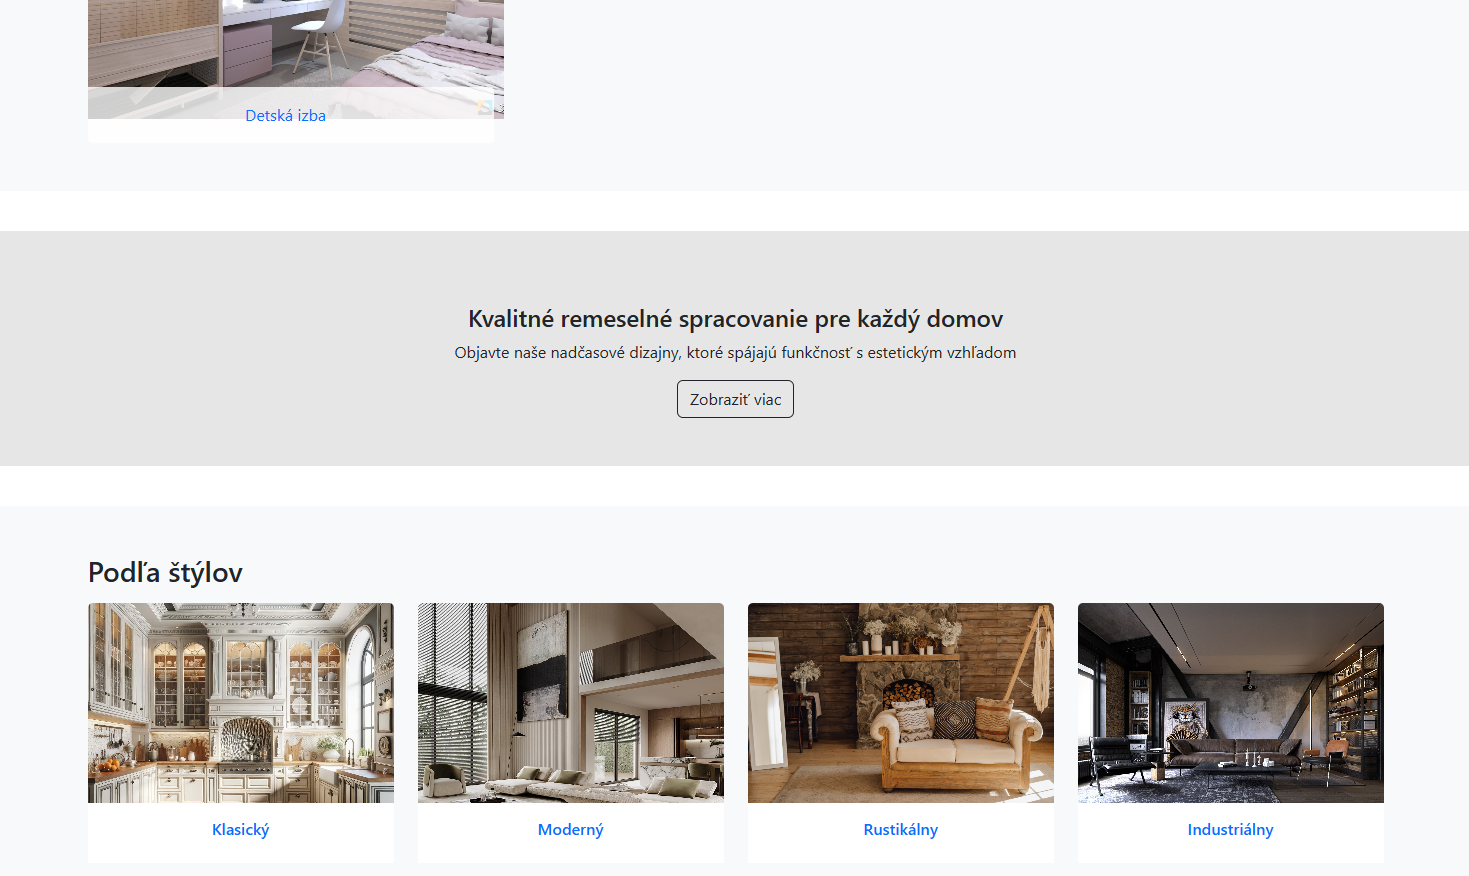 Detská izba
Kvalitné remeselné spracovanie pre každý domov
Objavte naše nadčasové dizajny, ktoré spájajú funkčnosť s estetickým vzhľadom
Zobraziť viac
Podľa štýlov
Klasický
Moderný
Rustikálny
Industriálny